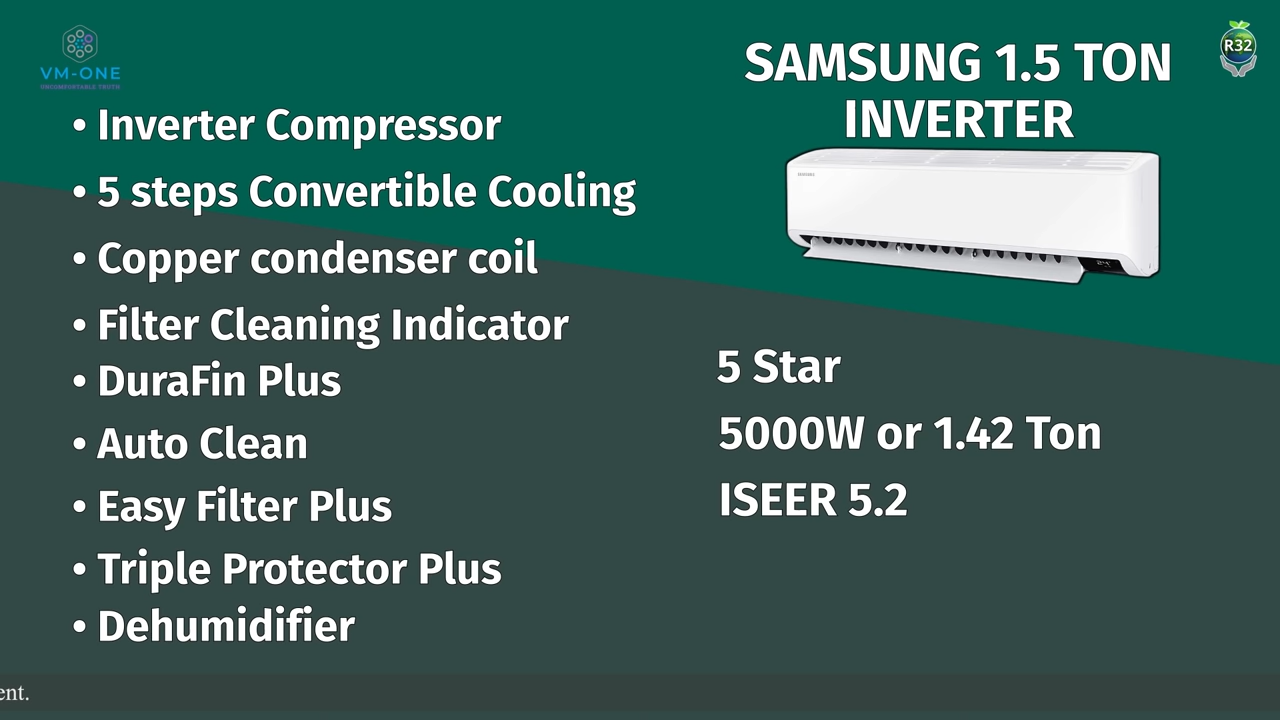 VM-ONE
UNCOMFORTABLE TRUTH
• Inverter Compressor
• 5 steps Convertible Cooling
• Copper condenser coil
• Filter Cleaning Indicator
• DuraFin Plus
• Auto Clean
• Easy Filter Plus
• Triple Protector Plus
• Dehumidifier
SAMSUNG 1.5 TON
INVERTER
R32
SAMSUNG
5 Star
5000W or 1.42 Ton
ISEER 5.2
ent.